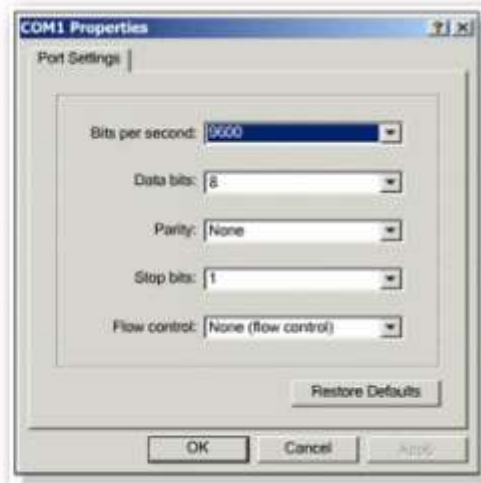 COM1 Properties
Port Settings
Bits per second: 9600
Data bits: 8
Parity: None
Stop bits: 1
Flow control: None (flow control)
Restore Defaults
OK Cancel Apply